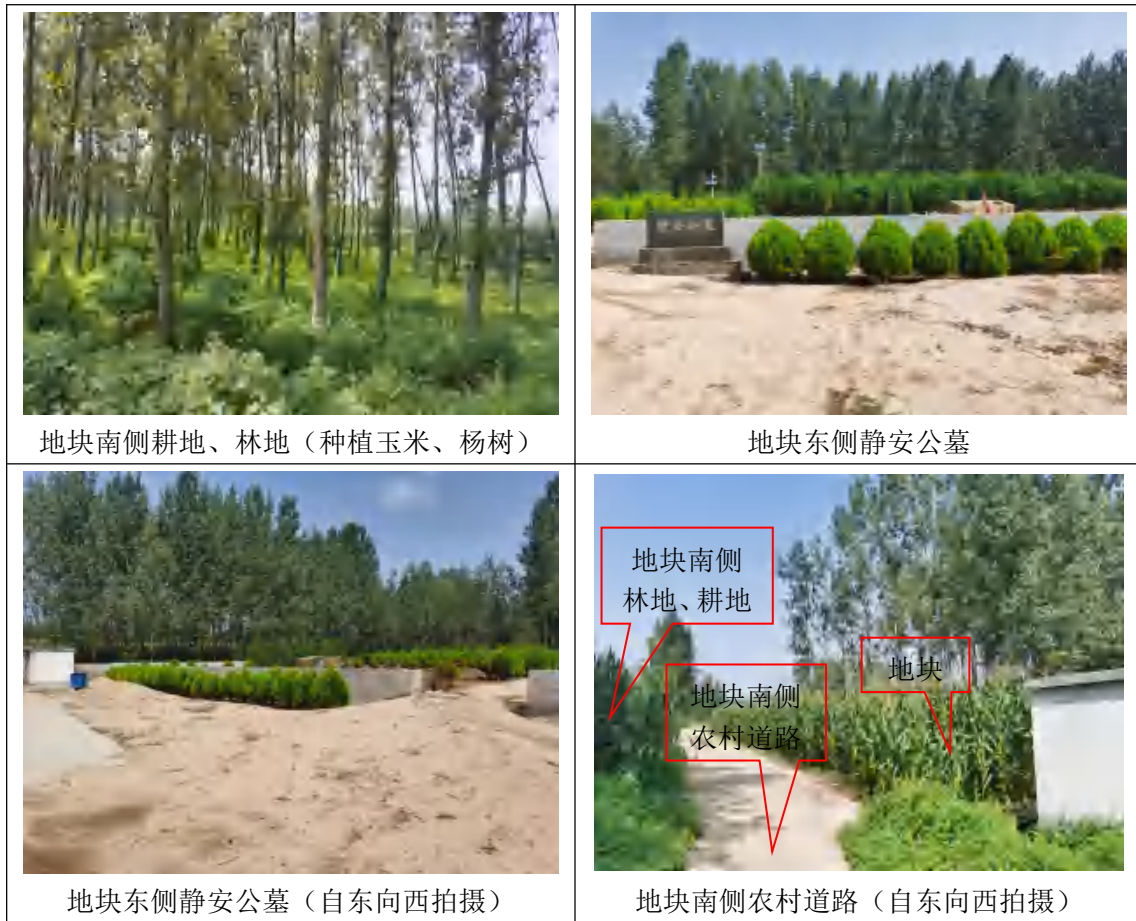 地块南侧耕地、林地（种植玉米、杨树）
地块东侧静安公墓
地块南侧
林地、耕地
地块南侧
农村道路
地块
地块东侧静安公墓（自东向西拍摄）
地块南侧农村道路（自东向西拍摄）